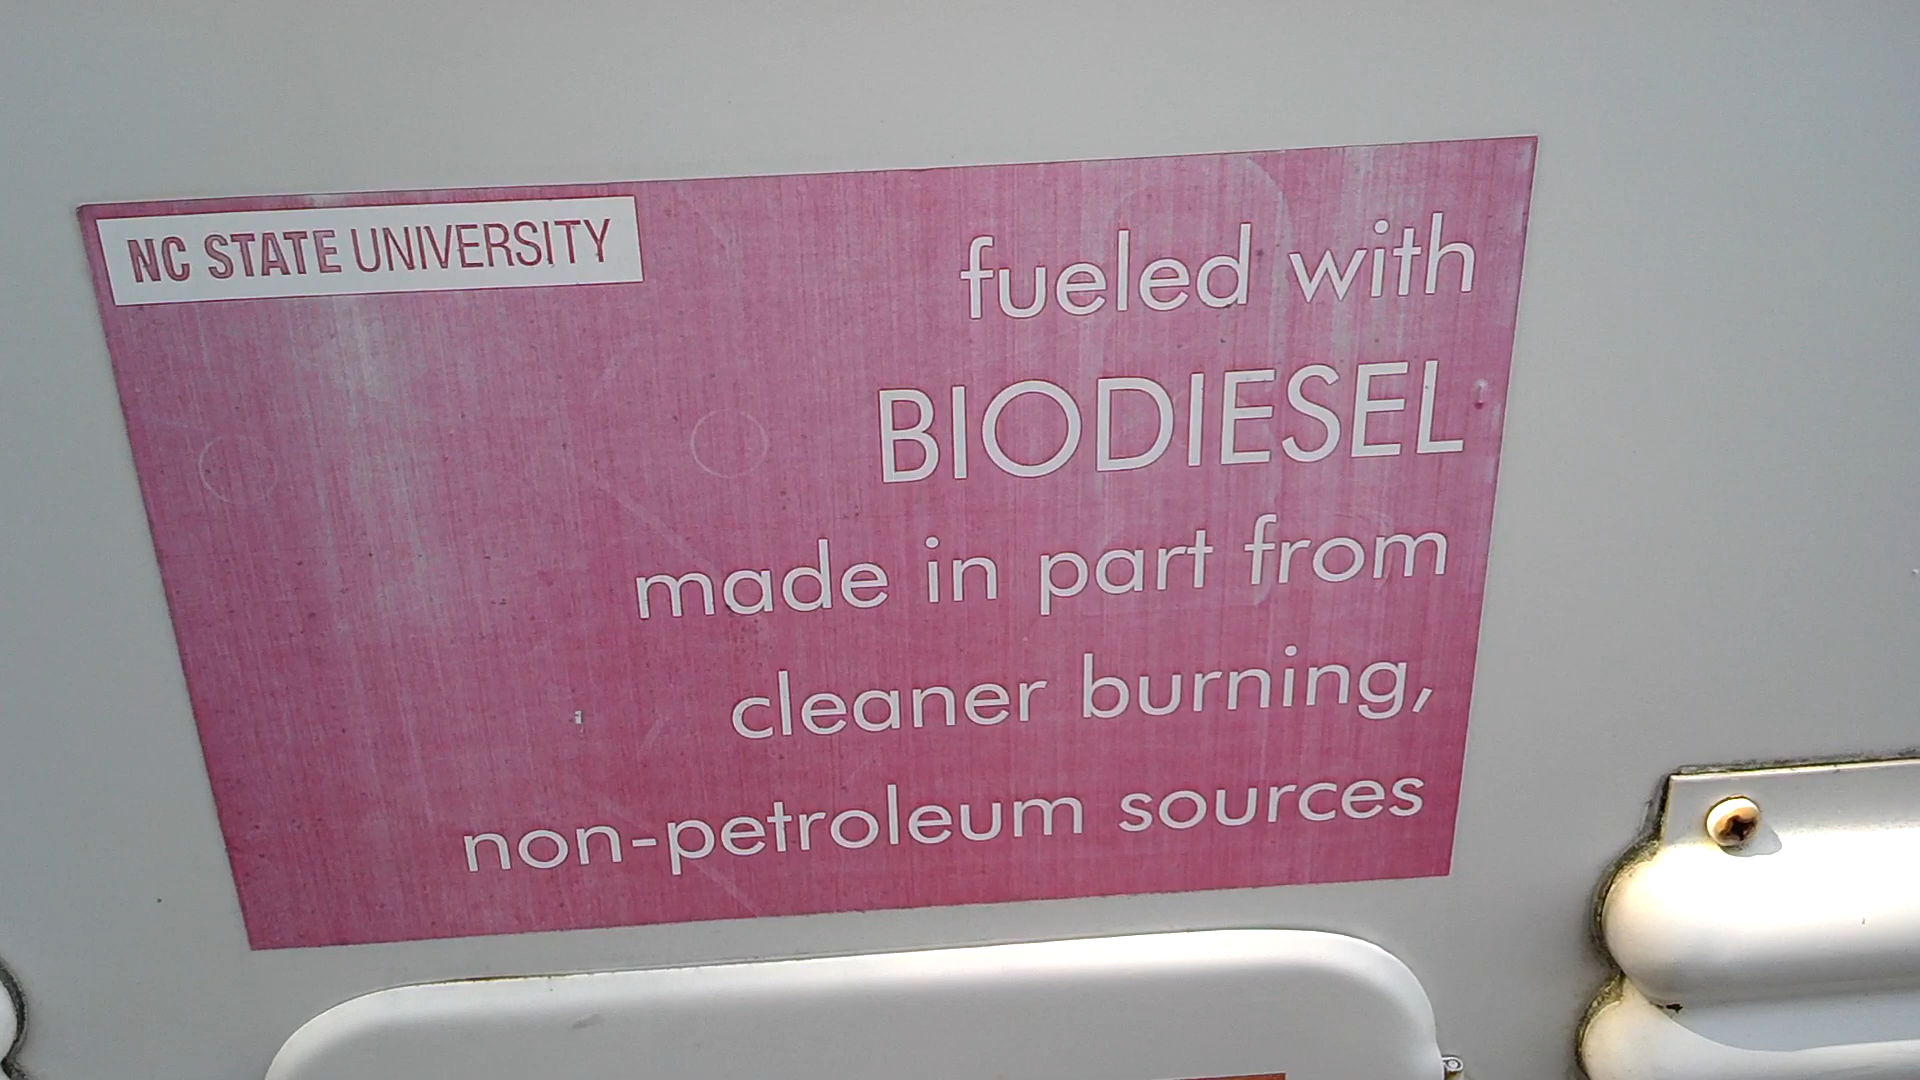 NC STATE UNIVERSITY
fueled with
BIODIESEL
made in part from
cleaner burning,
non-petroleum sources